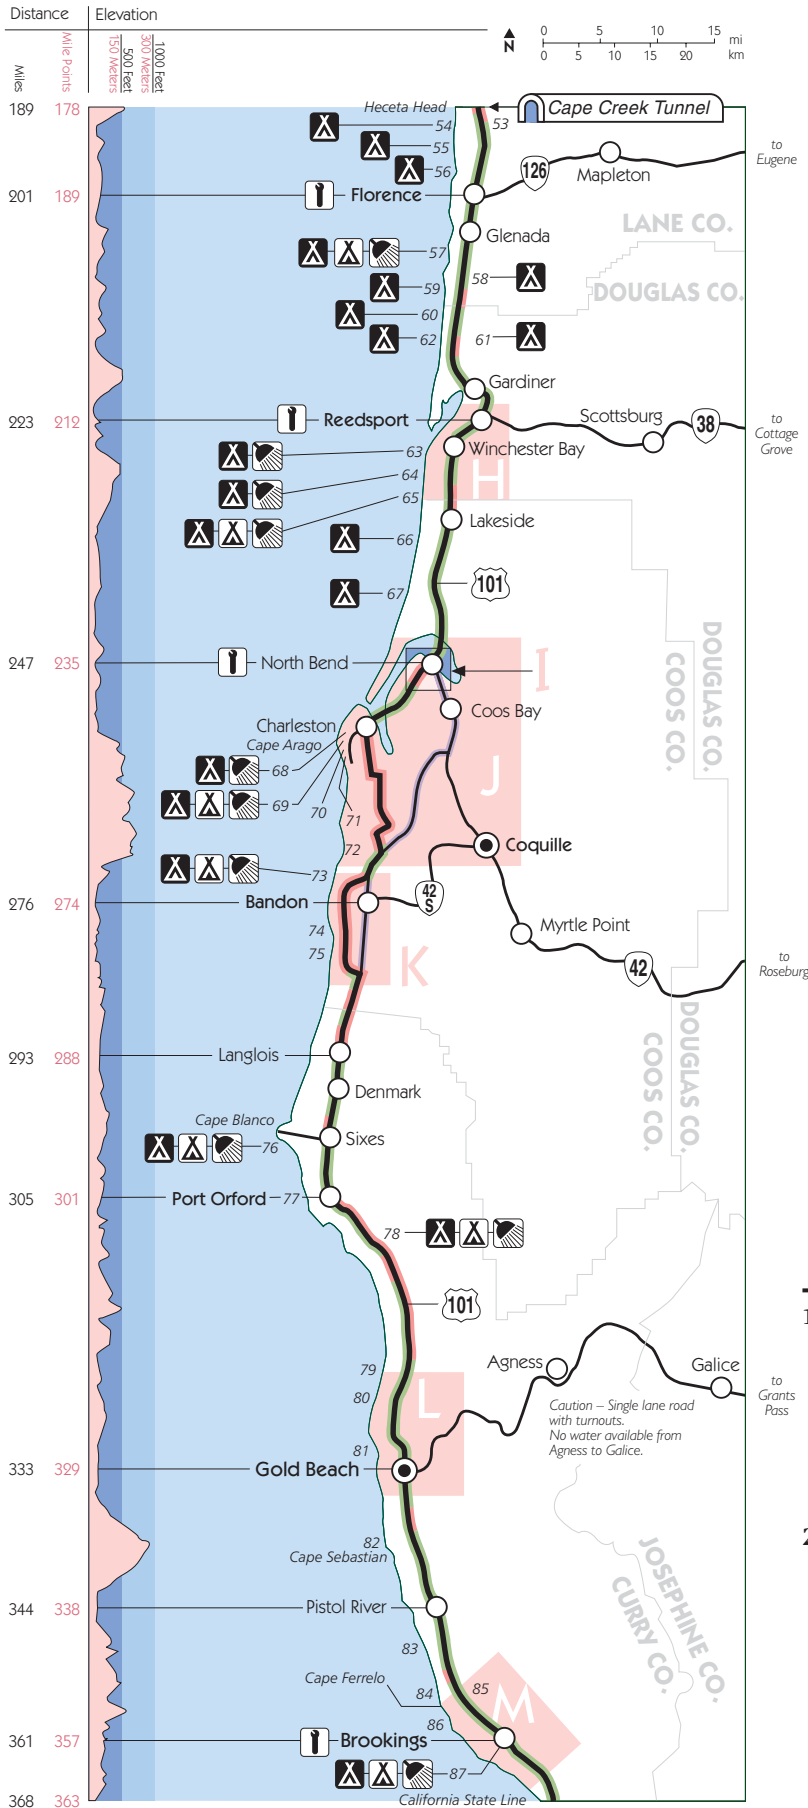 Distance Elevation
Miles
Mile Points
150 Meters
500 Feet
300 Meters
1000 Feet
N
0 5 10 15 mi
0 5 10 15 20 km
189 178
Heceta Head
53
Cape Creek Tunnel
54
55
56
to
Eugene
126
Mapleton
201 189
Florence
Glenada
LANE CO.
57
58
DOUGLAS CO.
59
60
61
62
Gardiner
223 212
Reedsport
Scottsburg
38
to
Cottage
Grove
63
Winchester Bay
H
64
65
Lakeside
66
67
101
247 235
North Bend
I
DOUGLAS CO.
COOS CO.
Coos Bay
Charleston
Cape Arago
68
69
70
71
J
72
Coquille
73
276 274
Bandon
42
S
Myrtle Point
74
75
K
42
to
Roseburg
293 288
Langlois
DOUGLAS CO.
COOS CO.
Denmark
Cape Blanco
76
Sixes
305 301
Port Orford
77
78
101
1
79
80
L
Agness
Galice
to
Grants
Pass
Caution – Single lane road
with turnouts.
No water available from
Agness to Galice.
81
333 329
Gold Beach
2
82
Cape Sebastian
JOSEPHINE CO.
CURRY CO.
344 338
Pistol River
83
Cape Ferrelo
84
85
M
86
361 357
Brookings
87
368 363
California State Line